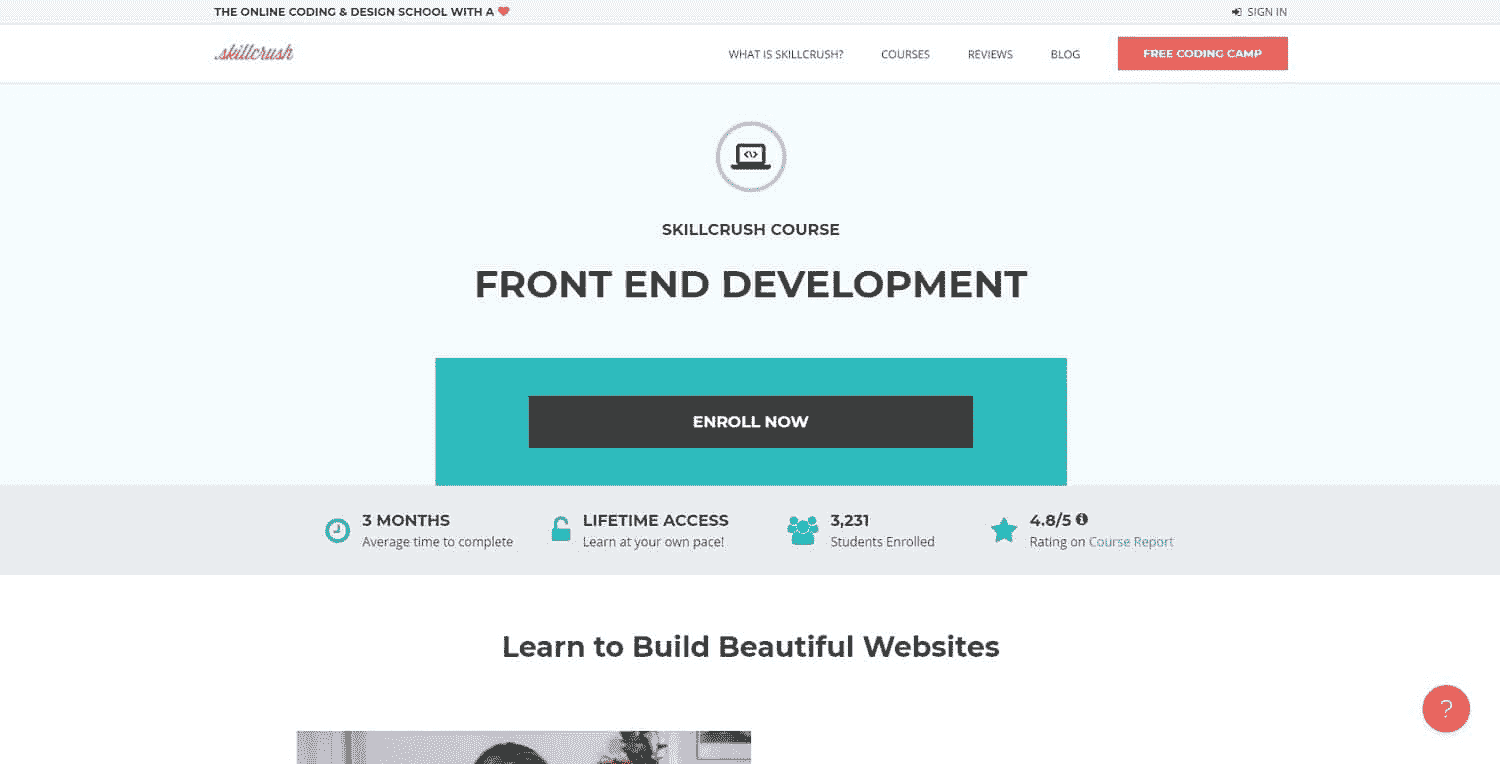 THE ONLINE CODING & DESIGN SCHOOL WITH A
SIGN IN
skillcrush
WHAT IS SKILLCRUSH?
COURSES
REVIEWS
BLOG
FREE CODING CAMP
SKILLCRUSH COURSE
FRONT END DEVELOPMENT
ENROLL NOW
3 MONTHS
Average time to complete
LIFETIME ACCESS
Learn at your own pace!
3,231
Students Enrolled
4.8/5
Rating on Course Report
Learn to Build Beautiful Websites
?